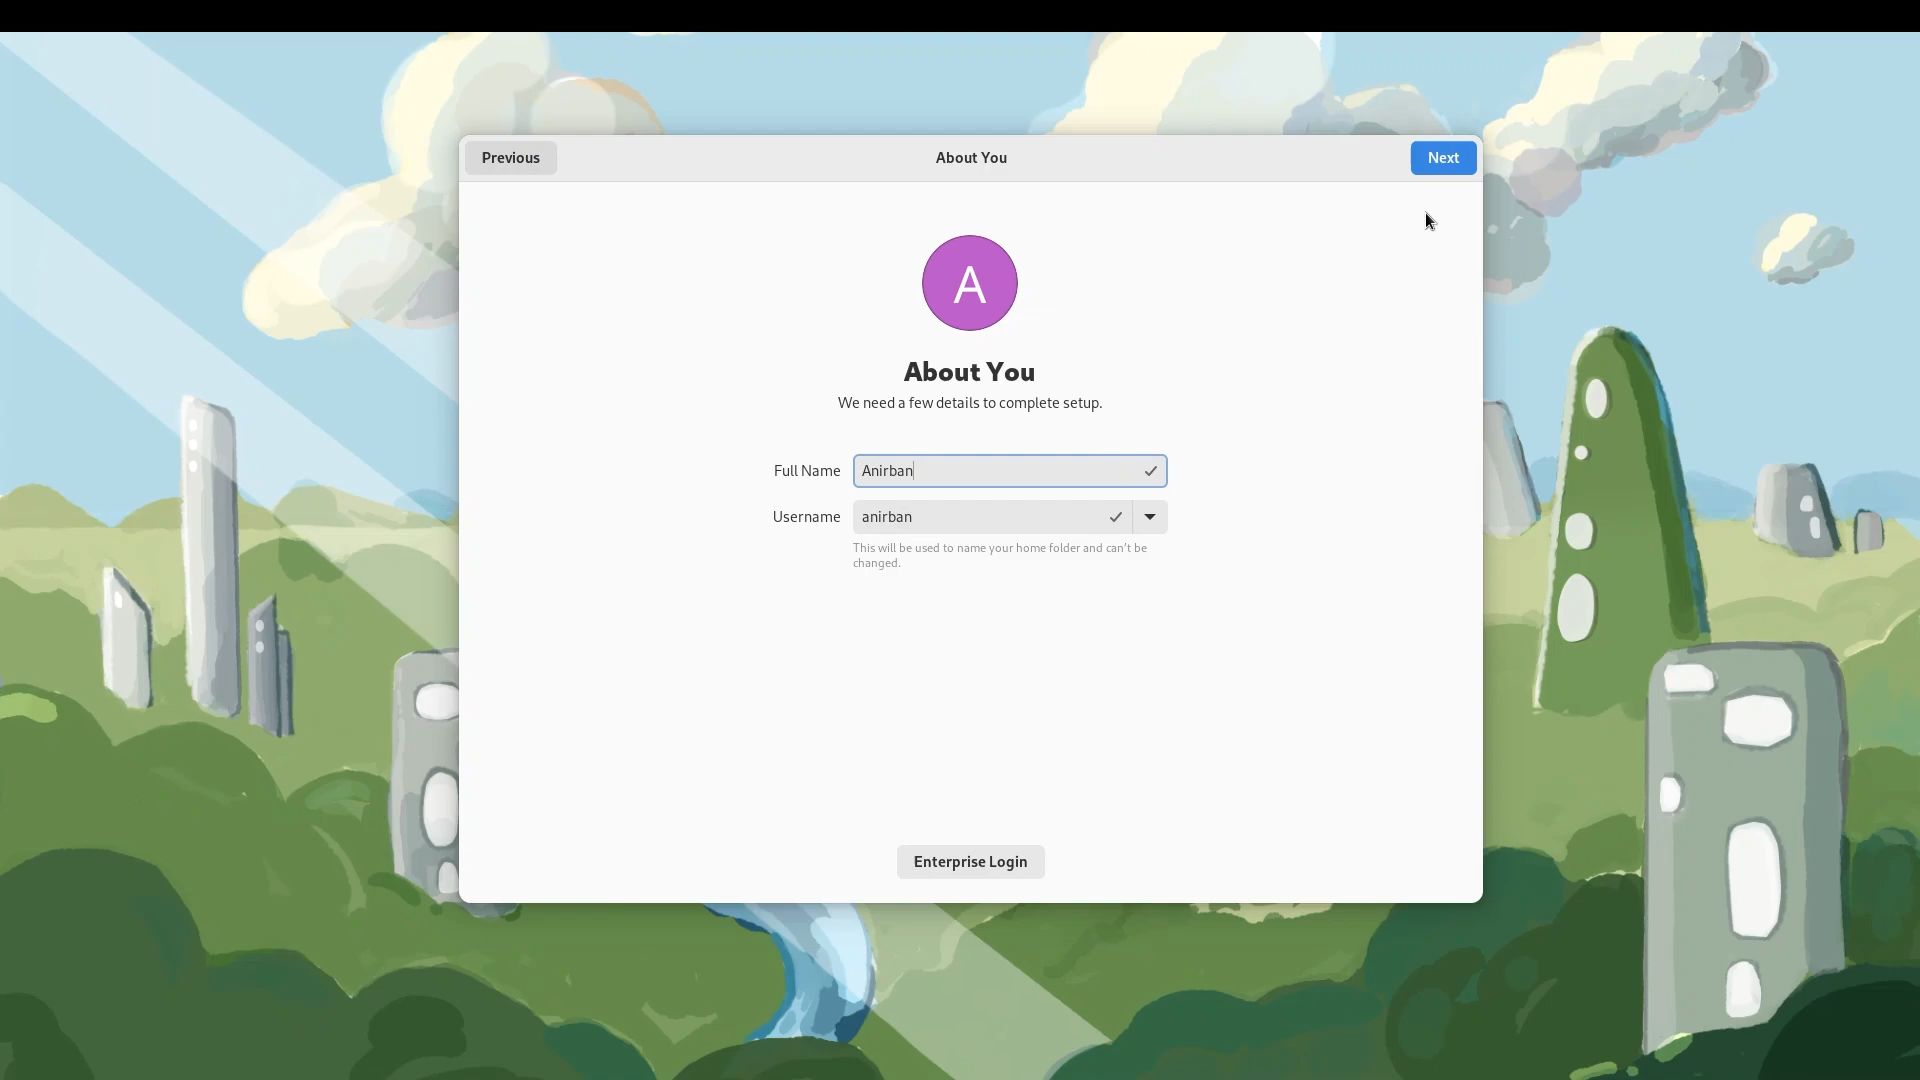 Previous
About You
Next
A
About You
We need a few details to complete setup.
Full Name
Anirban
Username
anirban
This will be used to name your home folder and can't be
changed.
Enterprise Login